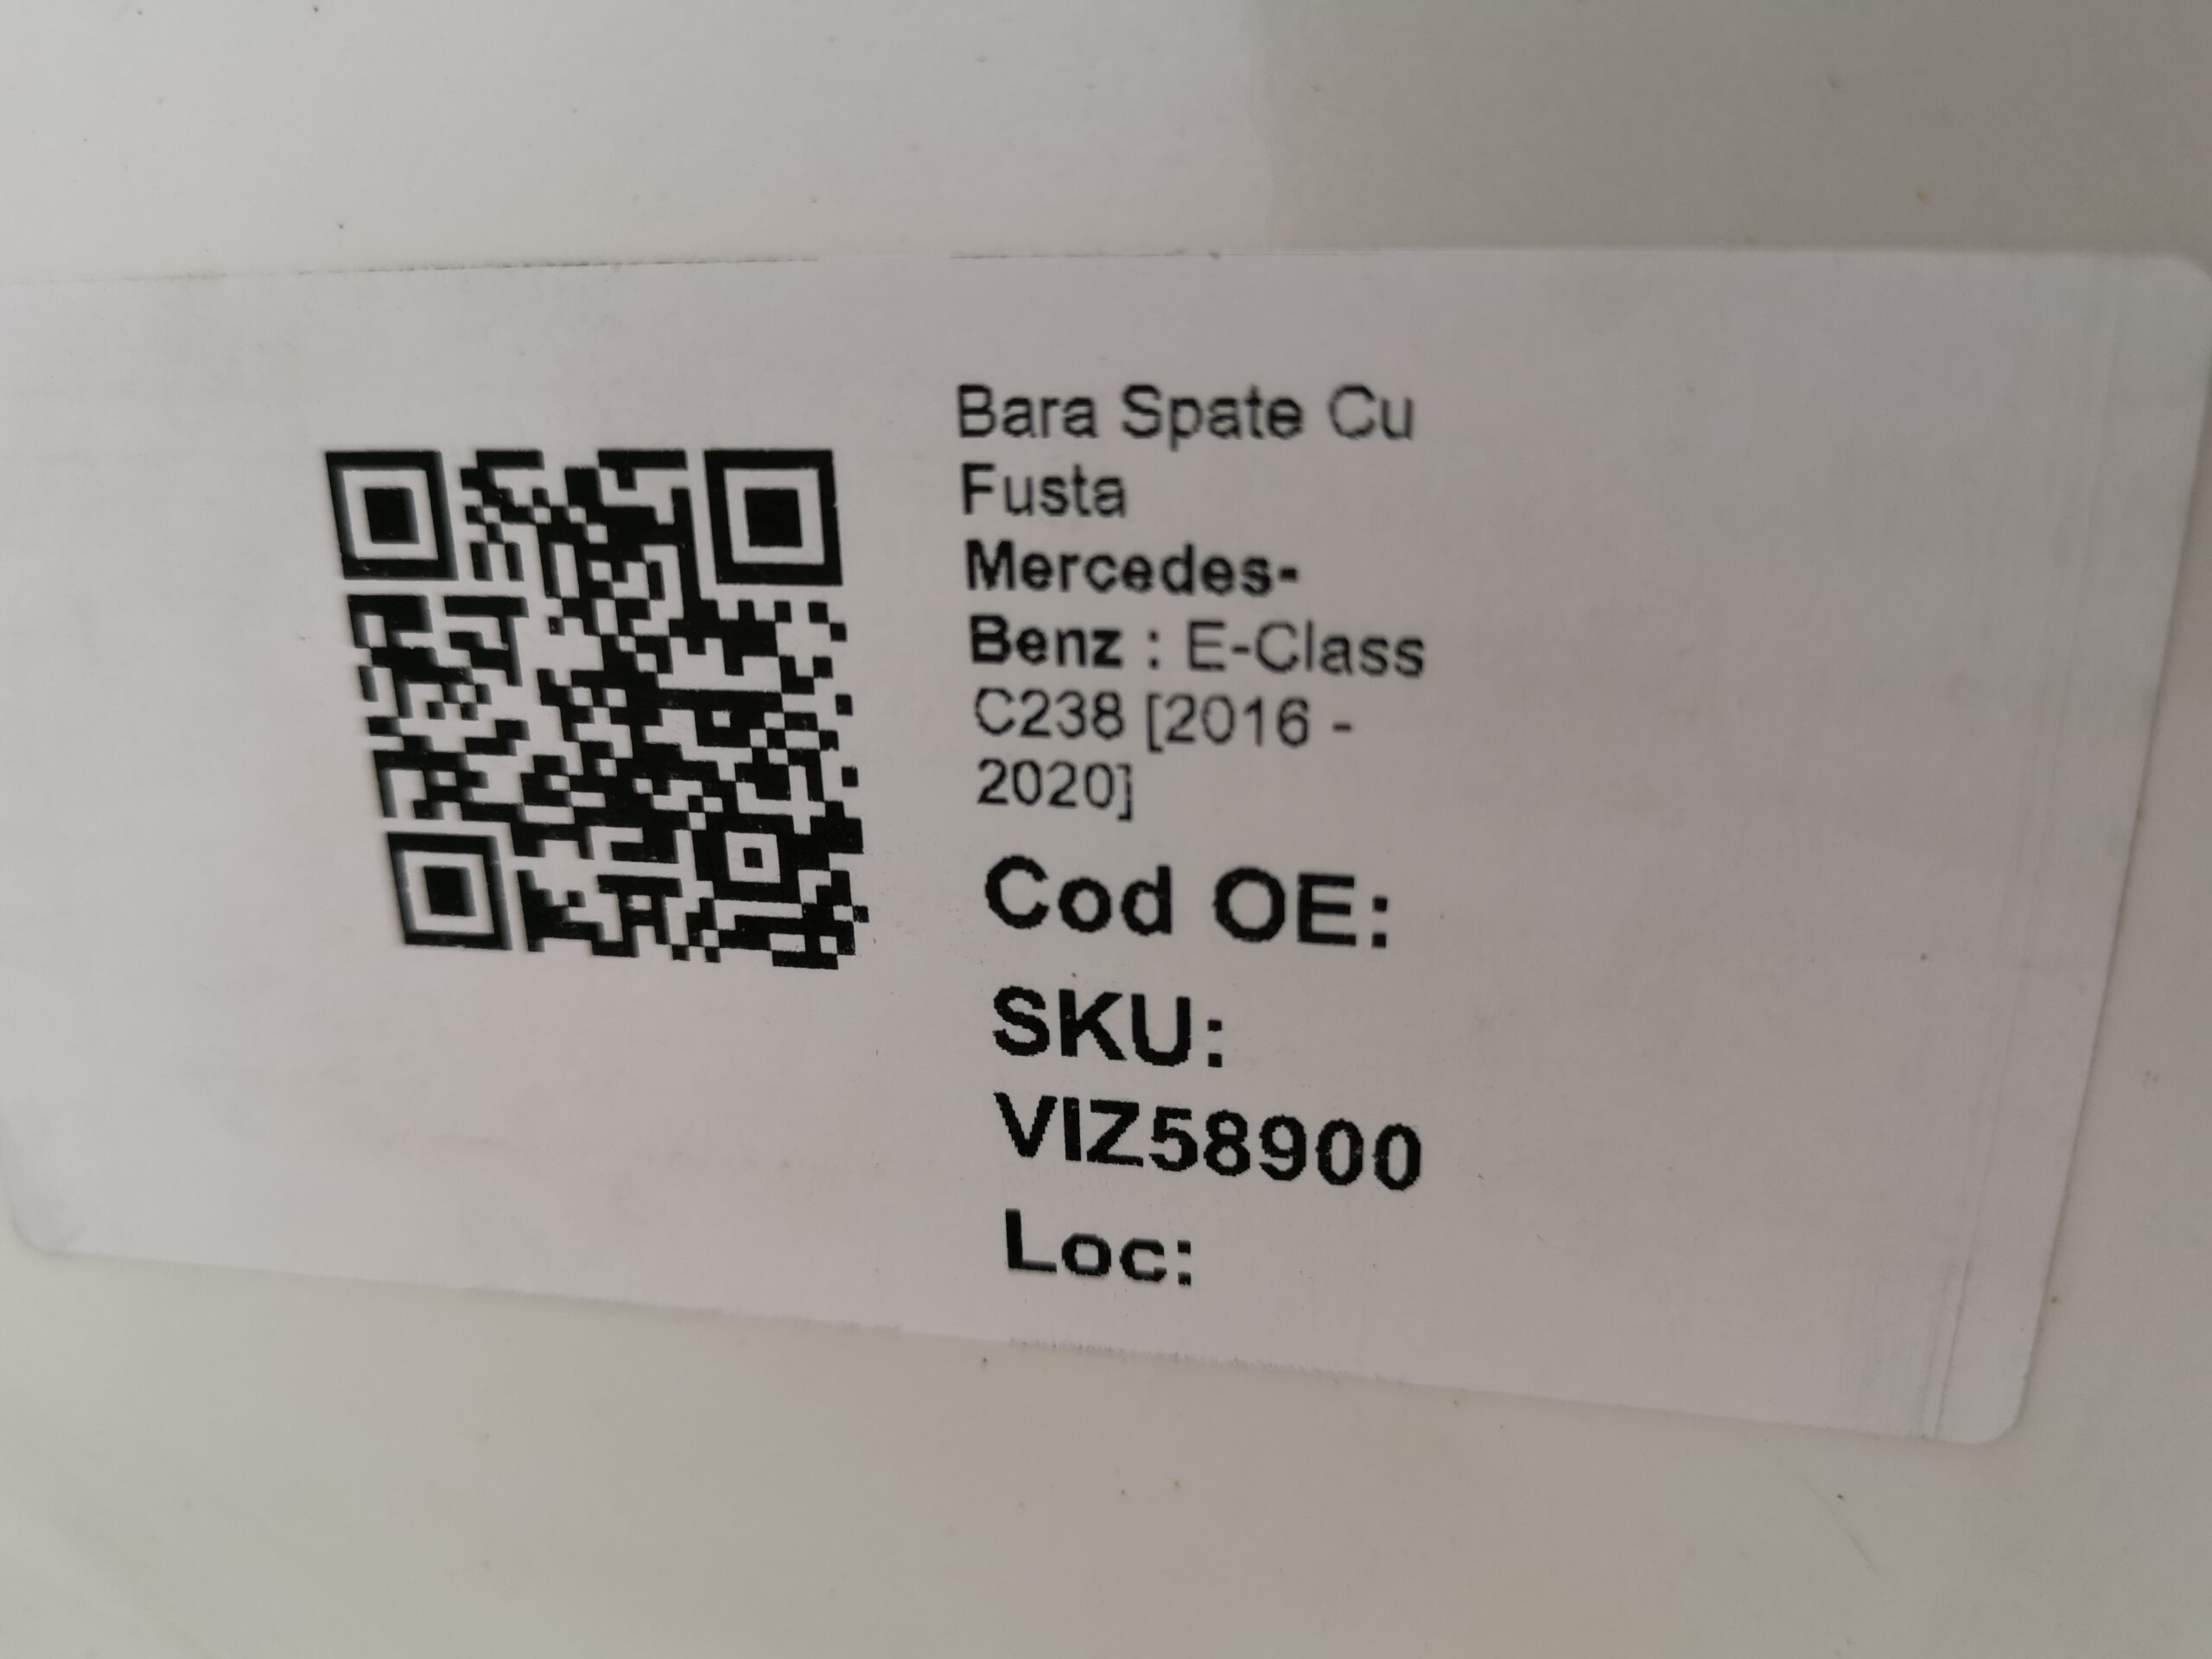 Bara Spate Cu
Fusta
Mercedes-
Benz : E-Class
C238 [2016 -
2020]
Cod OE:
SKU:
VIZ58900
Loc: